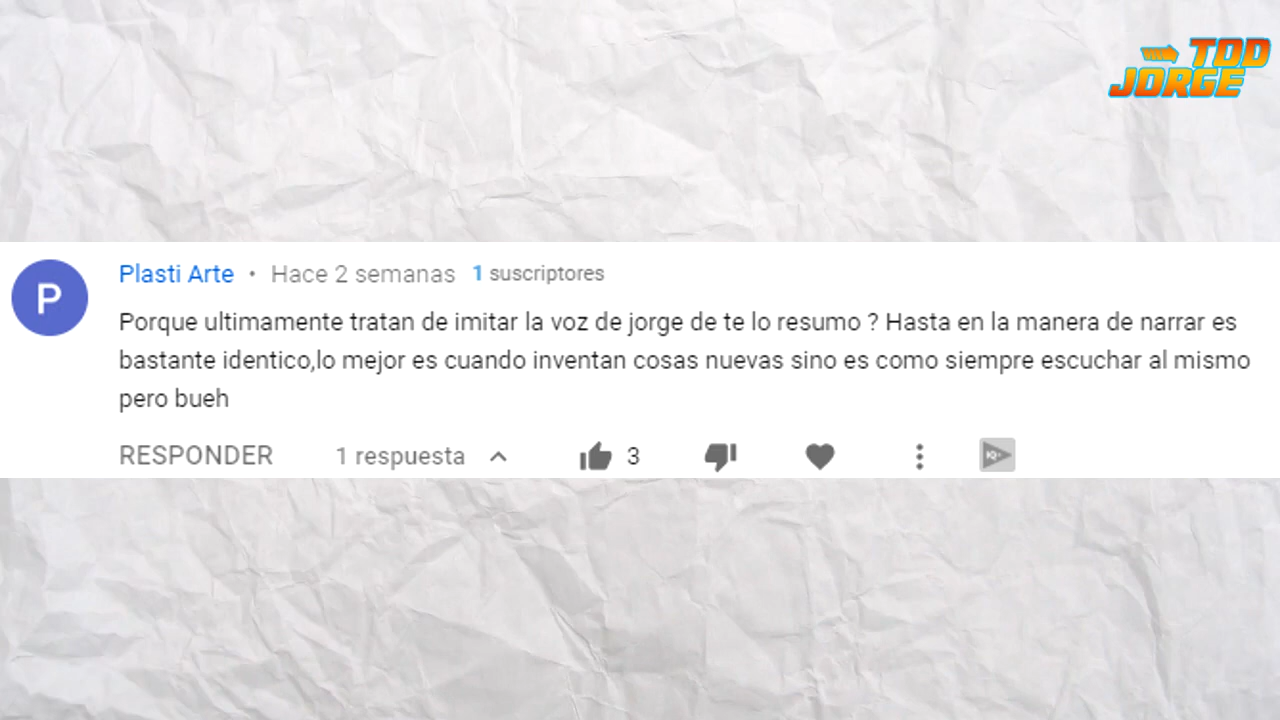 TOD
JORGE
Plasti Arte • Hace 2 semanas 1 suscriptores
P
Porque ultimamente tratan de imitar la voz de jorge de te lo resumo ? Hasta en la manera de narrar es
bastante identico,lo mejor es cuando inventan cosas nuevas sino es como siempre escuchar al mismo
pero bueh
RESPONDER 1 respuesta 3